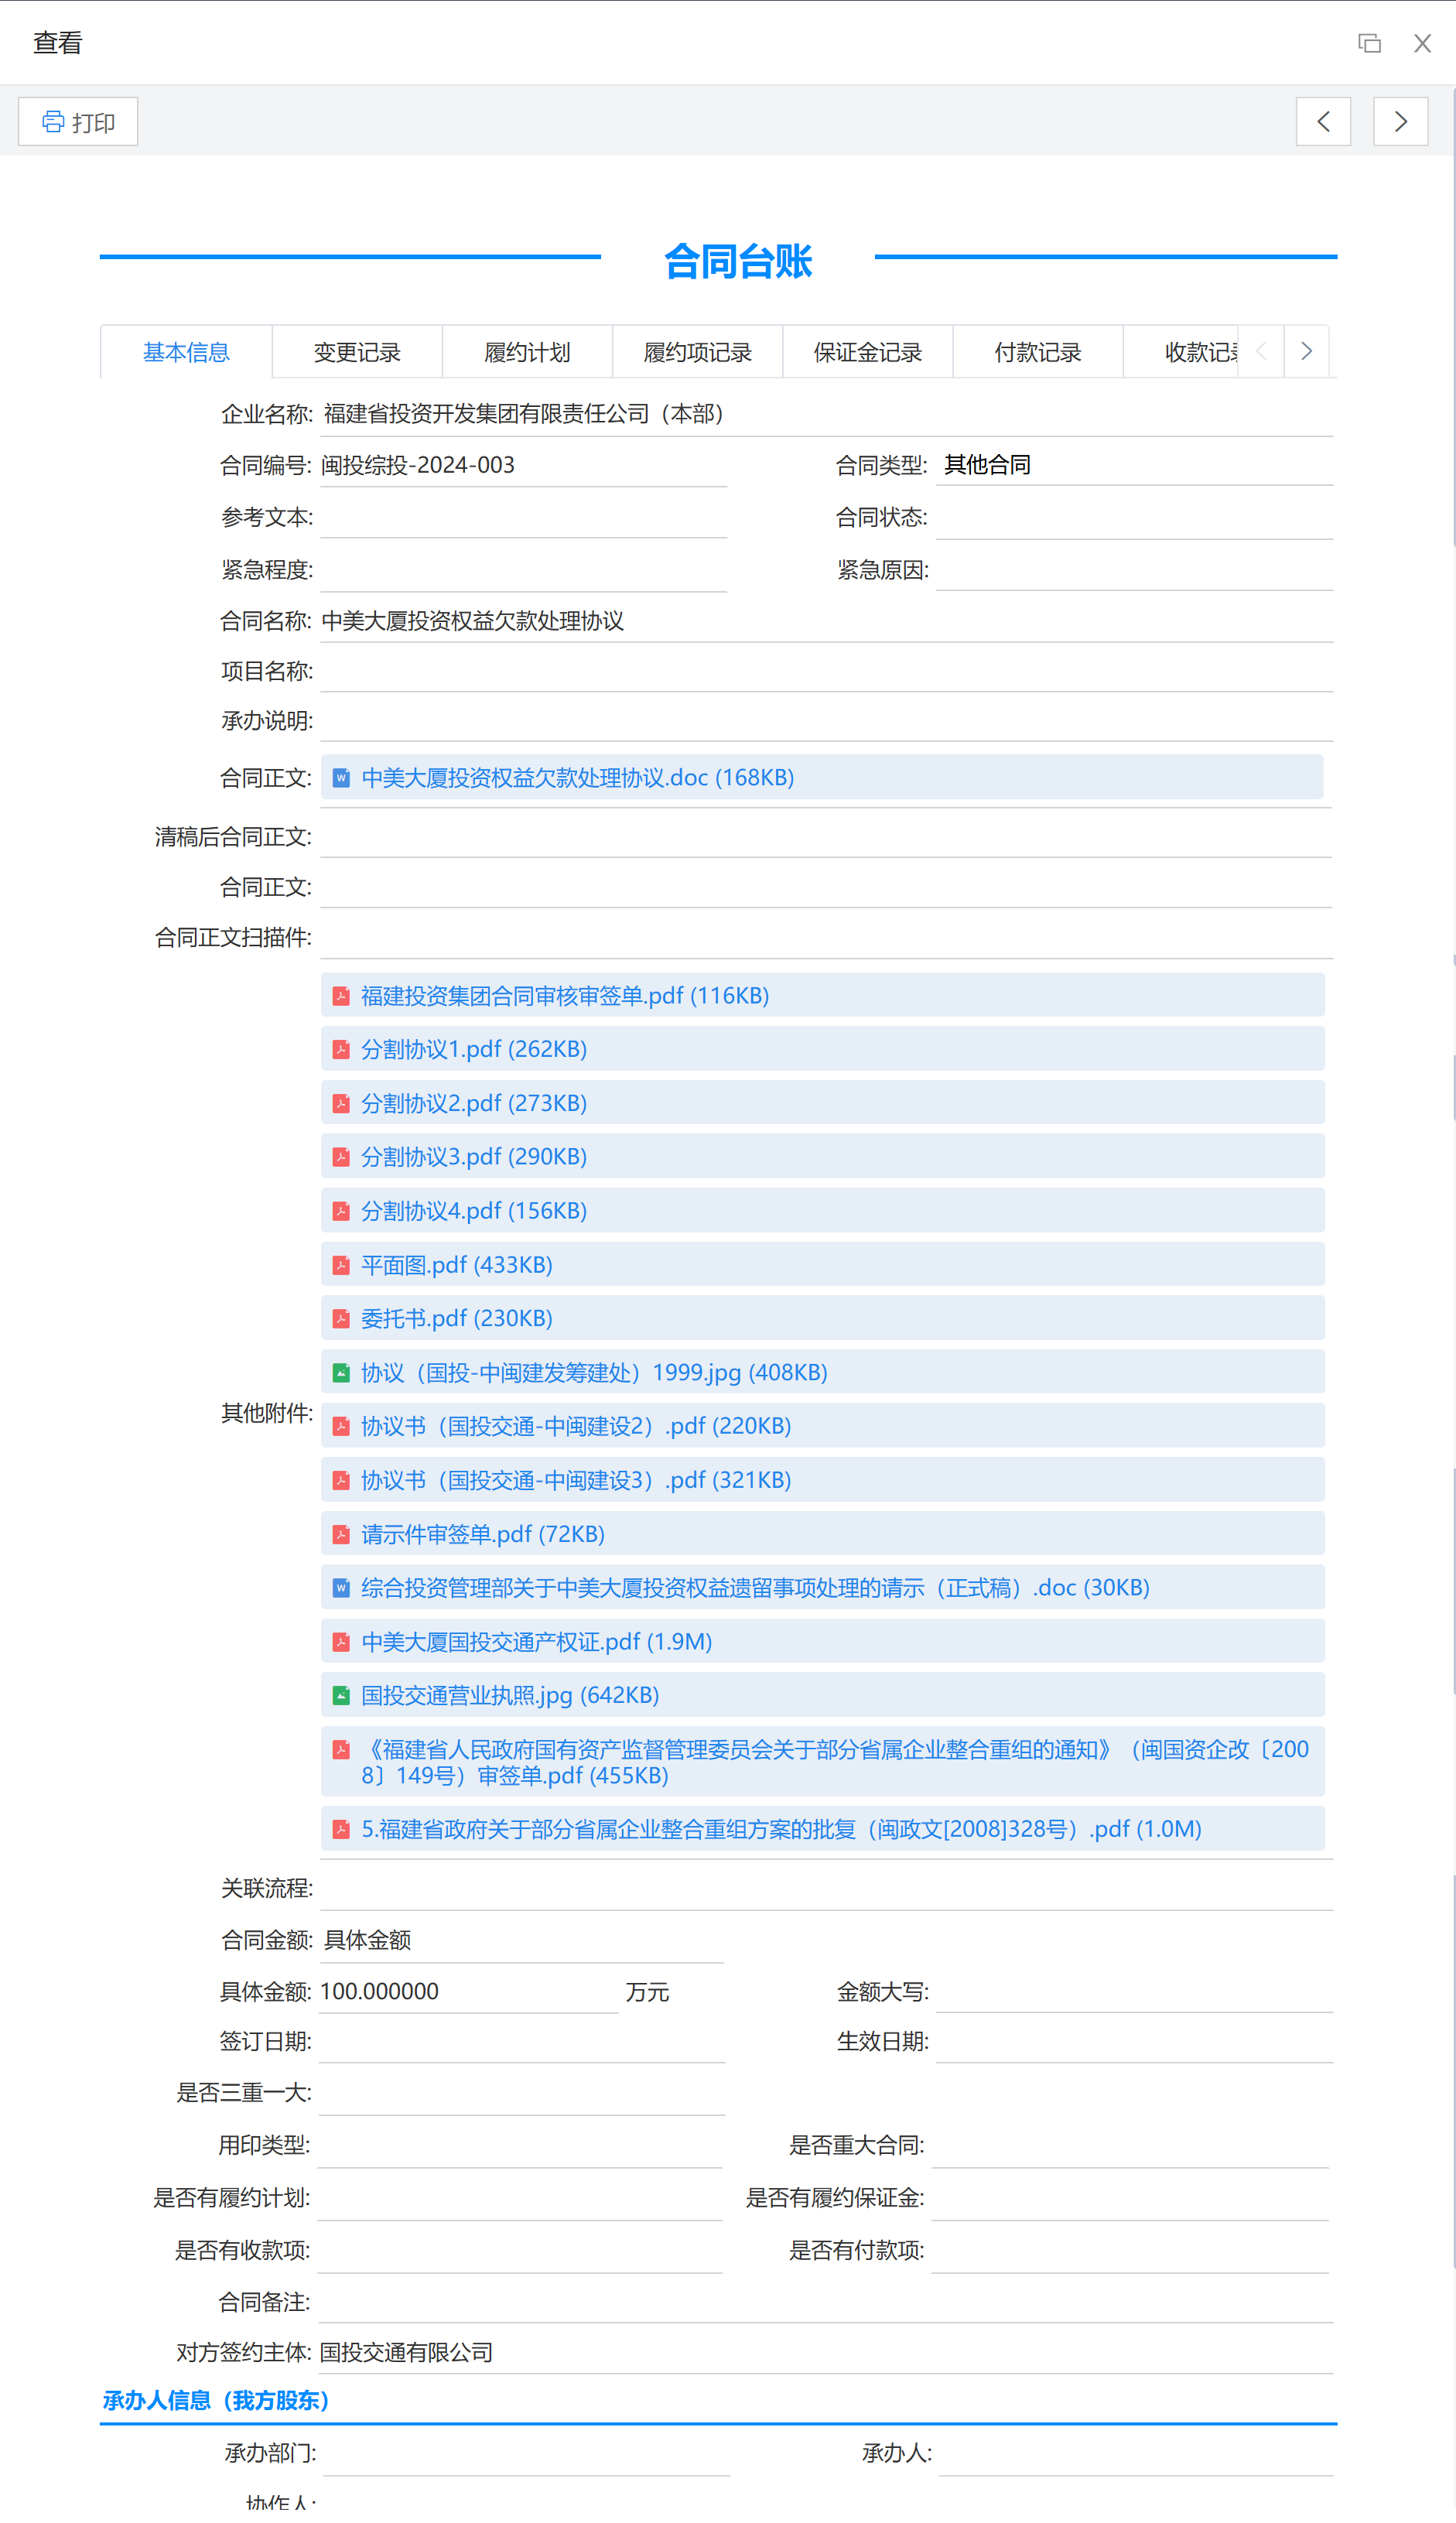 查看
打印
合同台账
基本信息 变更记录 履约计划 履约项记录 保证金记录 付款记录 收款记录
企业名称: 福建省投资开发集团有限责任公司（本部）
合同编号: 闽投综投-2024-003 合同类型: 其他合同
参考文本: 合同状态:
紧急程度: 紧急原因:
合同名称: 中美大厦投资权益欠款处理协议
项目名称:
承办说明:
合同正文: 中美大厦投资权益欠款处理协议.doc (168KB)
清稿后合同正文:
合同正文:
合同正文扫描件:
福建投资集团合同审核审签单.pdf (116KB)
分割协议1.pdf (262KB)
分割协议2.pdf (273KB)
分割协议3.pdf (290KB)
分割协议4.pdf (156KB)
平面图.pdf (433KB)
委托书.pdf (230KB)
协议（国投-中闽建发筹建处）1999.jpg (408KB)
其他附件:
协议书（国投交通-中闽建设2）.pdf (220KB)
协议书（国投交通-中闽建设3）.pdf (321KB)
请示件审签单.pdf (72KB)
综合投资管理部关于中美大厦投资权益遗留事项处理的请示（正式稿）.doc (30KB)
中美大厦国投交通产权证.pdf (1.9M)
国投交通营业执照.jpg (642KB)
《福建省人民政府国有资产监督管理委员会关于部分省属企业整合重组的通知》（闽国资企改〔200
8〕149号）审签单.pdf (455KB)
5.福建省政府关于部分省属企业整合重组方案的批复（闽政文[2008]328号）.pdf (1.0M)
关联流程:
合同金额: 具体金额
具体金额: 100.000000 万元 金额大写:
签订日期: 生效日期:
是否三重一大:
用印类型: 是否重大合同:
是否有履约计划: 是否有履约保证金:
是否有收款项: 是否有付款项:
合同备注:
对方签约主体: 国投交通有限公司
承办人信息（我方股东）
承办部门: 承办人:
协作人: